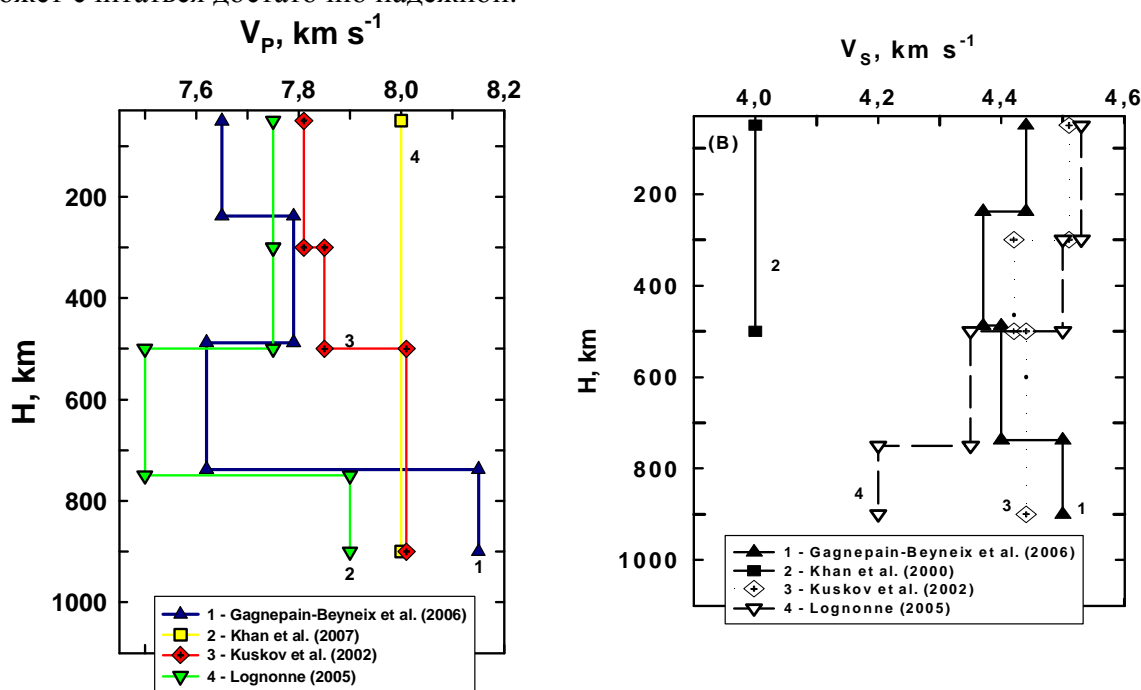 может считаться достаточно надежной.
V_P, km s⁻¹
7,6 7,8 8,0 8,2
200
400
600
800
1000
H, km
4
3
2
1
1 - Gagnepain-Beyneix et al. (2006)
2 - Khan et al. (2007)
3 - Kuskov et al. (2002)
4 - Lognonne (2005)
V_S, km s⁻¹
4,0 4,2 4,4 4,6
(B)
200
400
600
800
1000
H, km
2
4
3
1
1 - Gagnepain-Beyneix et al. (2006)
2 - Khan et al. (2000)
3 - Kuskov et al. (2002)
4 - Lognonne (2005)